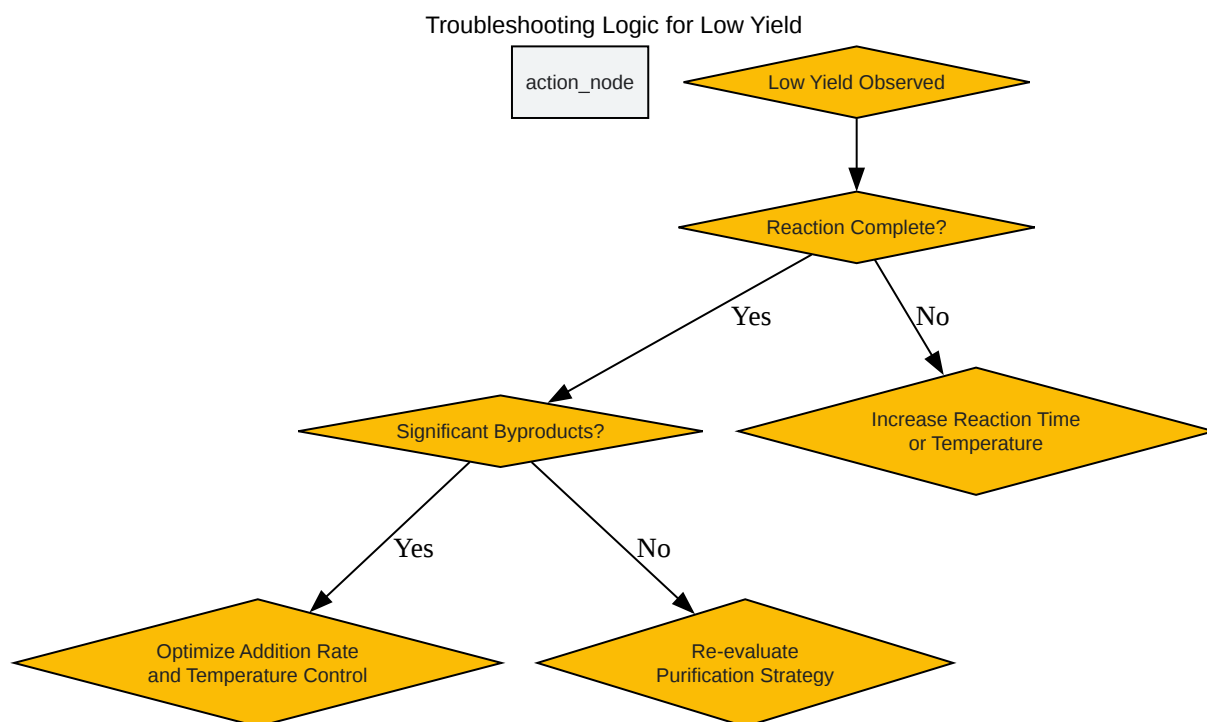 Troubleshooting Logic for Low Yield
action_node
Low Yield Observed
Reaction Complete?
Yes
No
Significant Byproducts?
Increase Reaction Time
or Temperature
Yes
No
Optimize Addition Rate
and Temperature Control
Re-evaluate
Purification Strategy